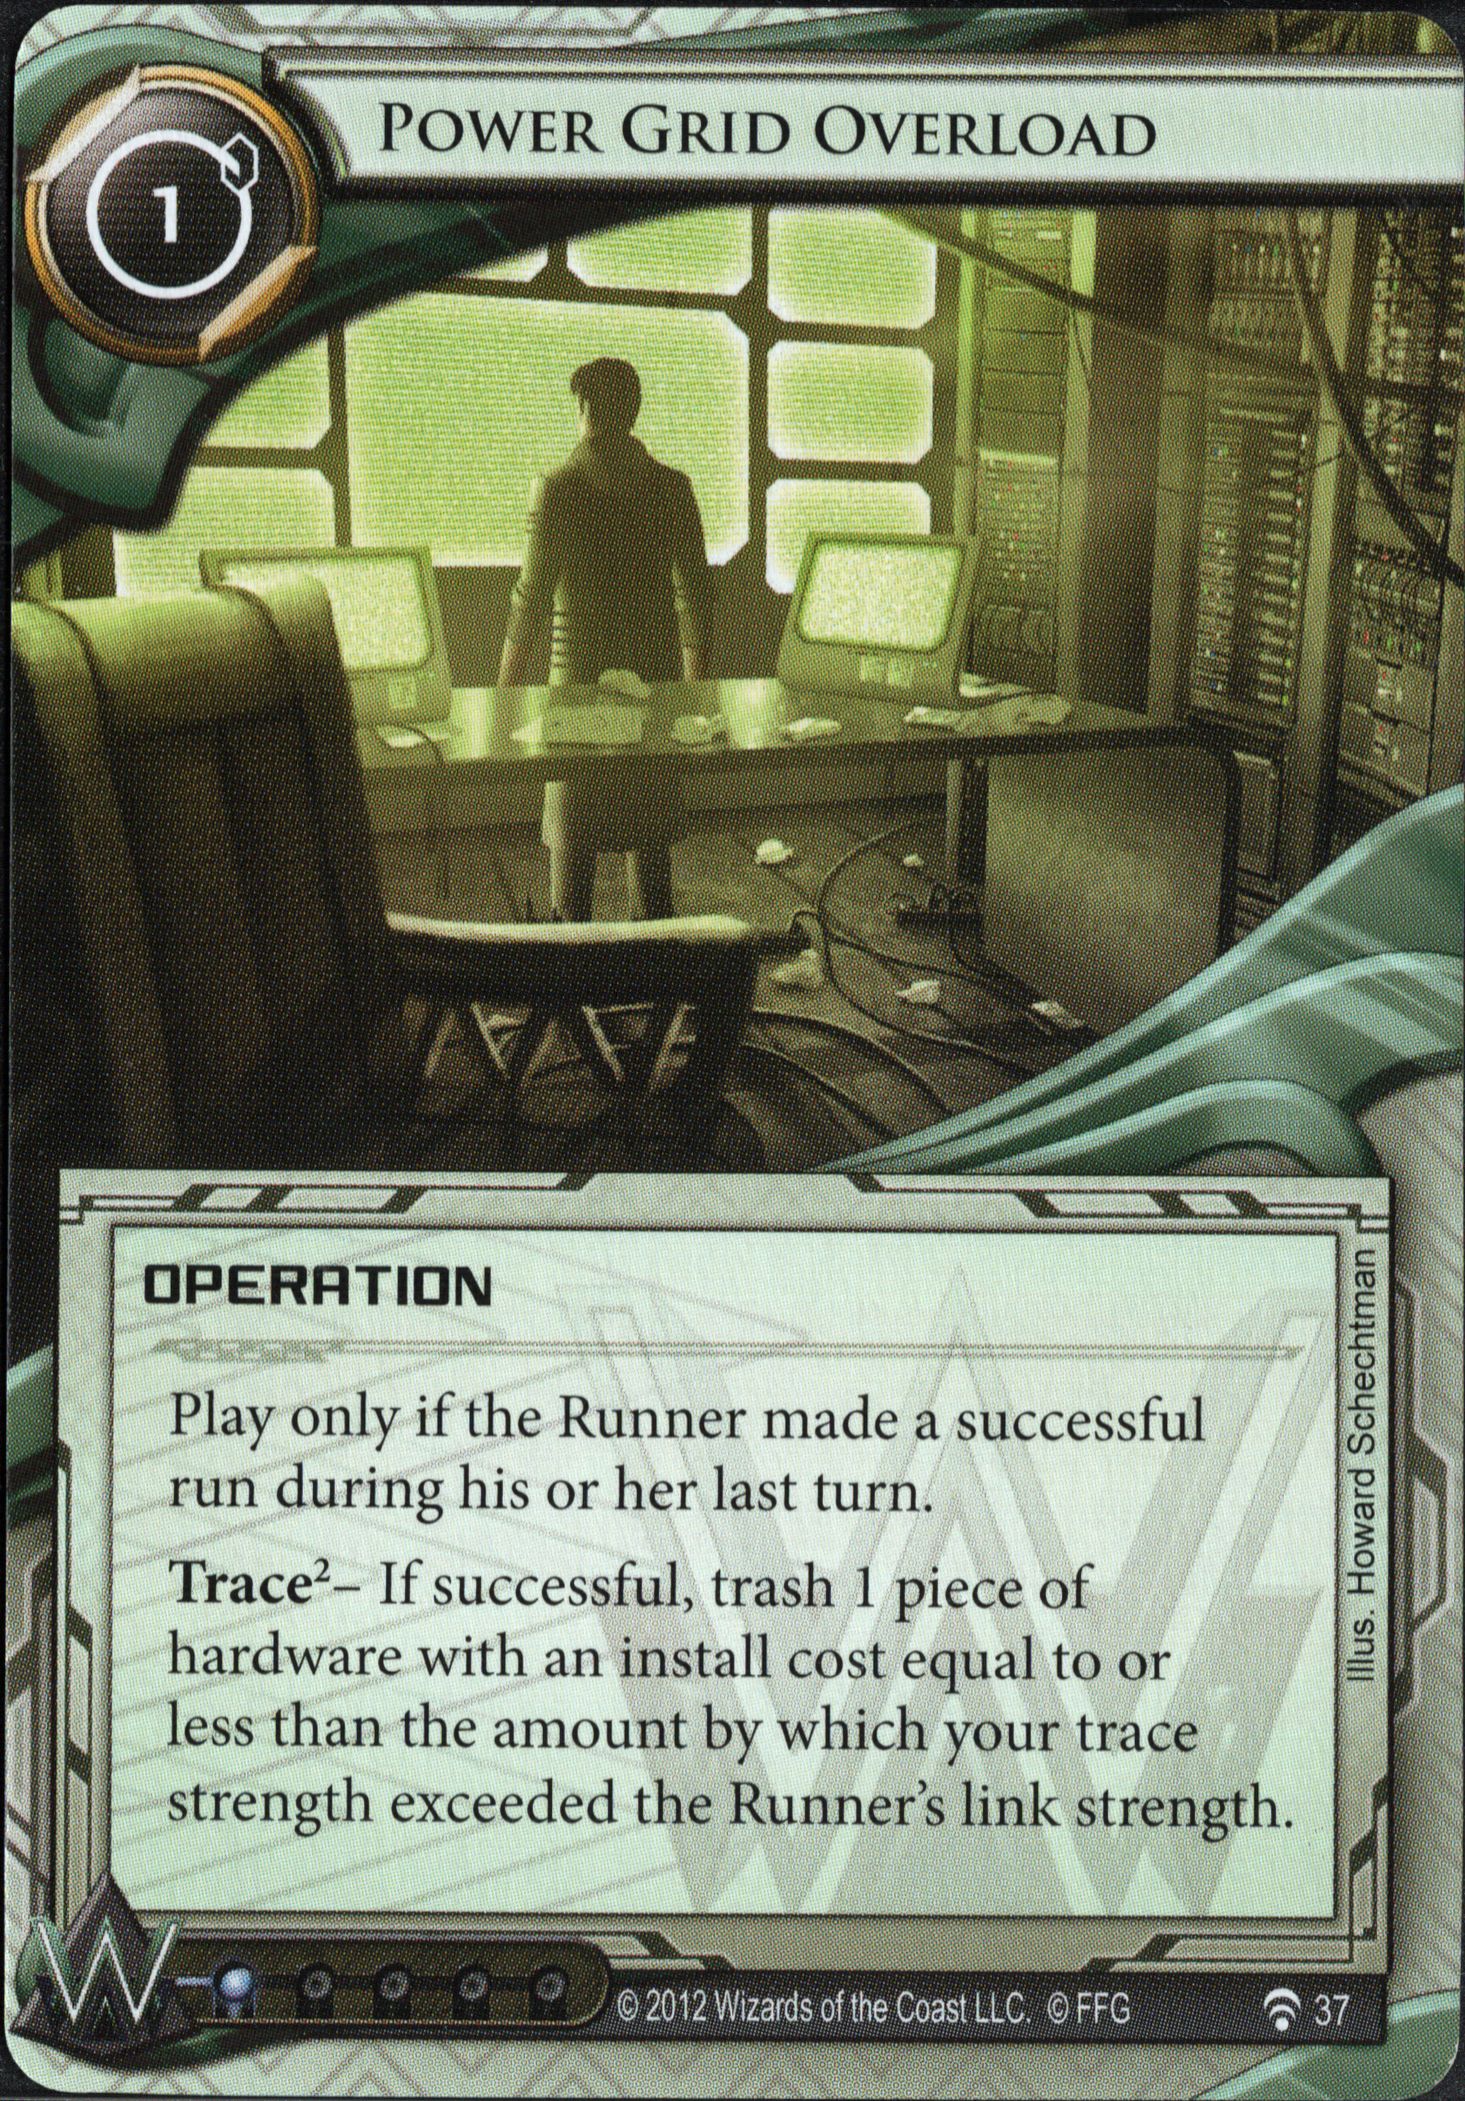 1
POWER GRID OVERLOAD
OPERATION
Play only if the Runner made a successful
run during his or her last turn.
Trace²– If successful, trash 1 piece of
hardware with an install cost equal to or
less than the amount by which your trace
strength exceeded the Runner's link strength.
Illus. Howard Schechtman
W
© 2012 Wizards of the Coast LLC. © FFG
37